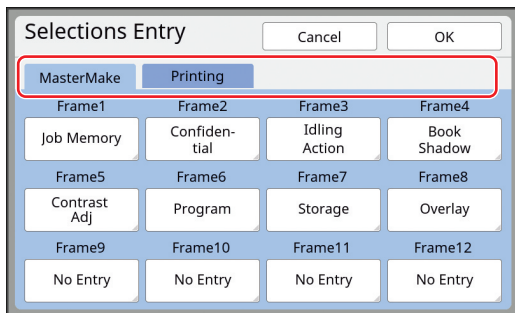 Selections Entry
Cancel
OK
MasterMake
Printing
Frame1
Frame2
Frame3
Frame4
Job Memory
Confiden-
tial
Idling
Action
Book
Shadow
Frame5
Frame6
Frame7
Frame8
Contrast
Adj
Program
Storage
Overlay
Frame9
Frame10
Frame11
Frame12
No Entry
No Entry
No Entry
No Entry